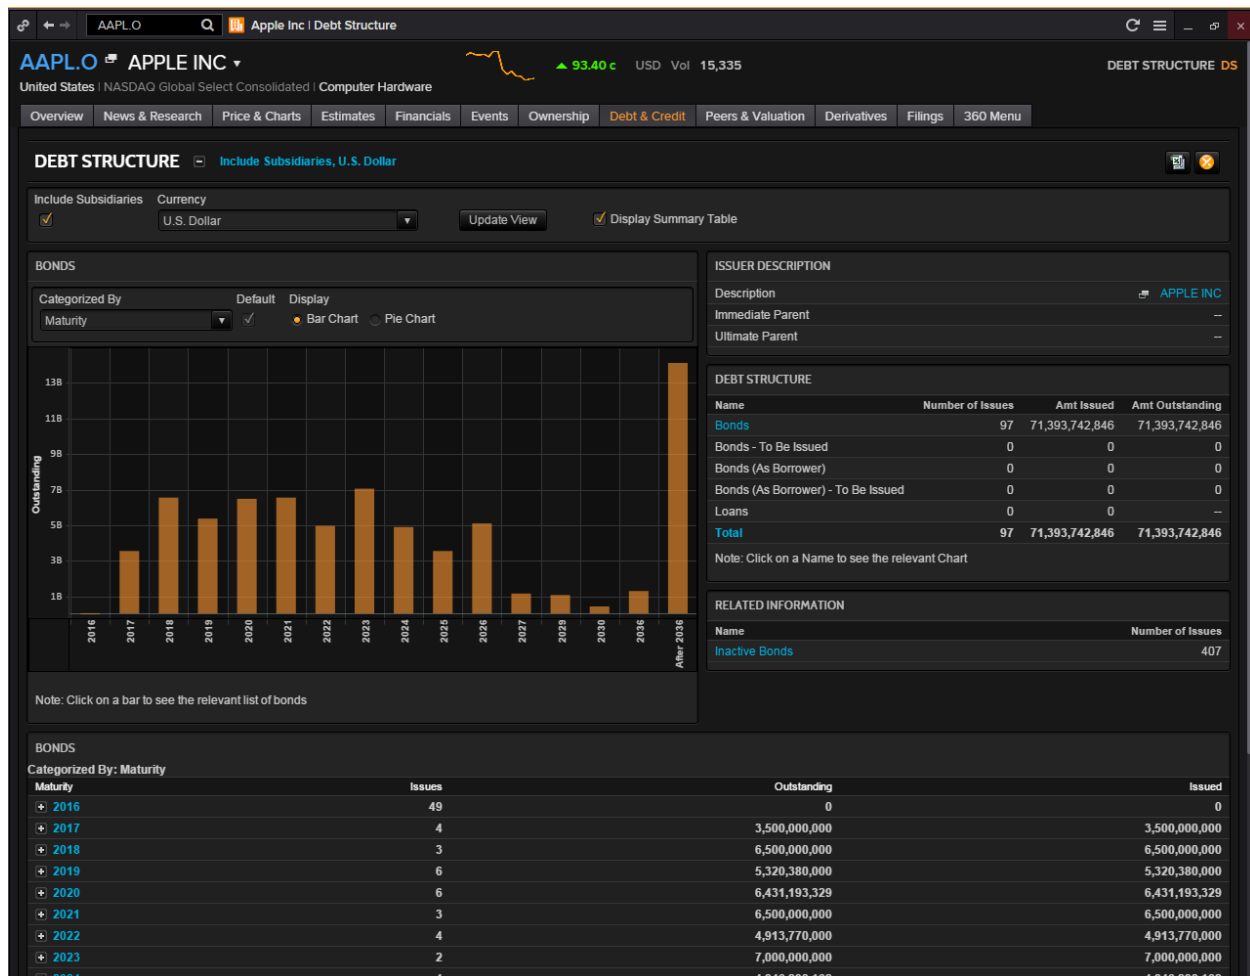 AAPL.O Apple Inc | Debt Structure
AAPL.O APPLE INC 93.40 c USD Vol 15,335 DEBT STRUCTURE DS
United States | NASDAQ Global Select Consolidated | Computer Hardware
Overview News & Research Price & Charts Estimates Financials Events Ownership Debt & Credit Peers & Valuation Derivatives Filings 360 Menu
DEBT STRUCTURE Include Subsidiaries, U.S. Dollar
Include Subsidiaries Currency
U.S. Dollar Update View Display Summary Table
BONDS
Categorized By Default Display
Maturity Bar Chart Pie Chart
Outstanding
13B
11B
9B
7B
5B
3B
1B
2016 2017 2018 2019 2020 2021 2022 2023 2024 2025 2026 2027 2029 2030 2036 After 2036
Note: Click on a bar to see the relevant list of bonds
ISSUER DESCRIPTION
Description APPLE INC
Immediate Parent --
Ultimate Parent --
DEBT STRUCTURE
Name Number of Issues Amt Issued Amt Outstanding
Bonds 97 71,393,742,846 71,393,742,846
Bonds - To Be Issued 0 0 0
Bonds (As Borrower) 0 0 0
Bonds (As Borrower) - To Be Issued 0 0 0
Loans 0 0 --
Total 97 71,393,742,846 71,393,742,846
Note: Click on a Name to see the relevant Chart
RELATED INFORMATION
Name Number of Issues
Inactive Bonds 407
BONDS
Categorized By: Maturity
Maturity Issues Outstanding Issued
2016 49 0 0
2017 4 3,500,000,000 3,500,000,000
2018 3 6,500,000,000 6,500,000,000
2019 6 5,320,380,000 5,320,380,000
2020 6 6,431,193,329 6,431,193,329
2021 3 6,500,000,000 6,500,000,000
2022 4 4,913,770,000 4,913,770,000
2023 2 7,000,000,000 7,000,000,000